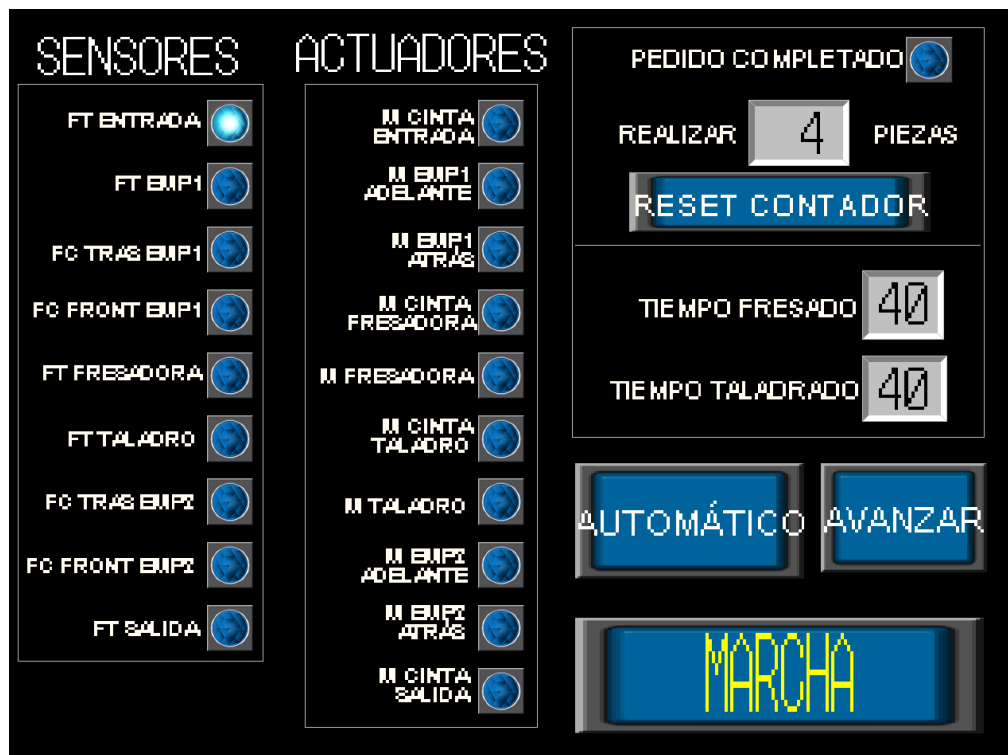 SENSORES
FT ENTRADA
FT EMP1
FC TRAS EMP1
FC FRONT EMP1
FT FRESADORA
FT TALADRO
FC TRAS EMP2
FC FRONT EMP2
FT SALIDA
ACTUADORES
M CINTA
ENTRADA
M EMP1
ADELANTE
M EMP1
ATRÁS
M CINTA
FRESADORA
M FRESADORA
M CINTA
TALADRO
M TALADRO
M EMP2
ADELANTE
M EMP2
ATRÁS
M CINTA
SALIDA
PEDIDO COMPLETADO
REALIZAR 4 PIEZAS
RESET CONTADOR
TIEMPO FRESADO 40
TIEMPO TALADRADO 40
AUTOMÁTICO AVANZAR
MARCHA